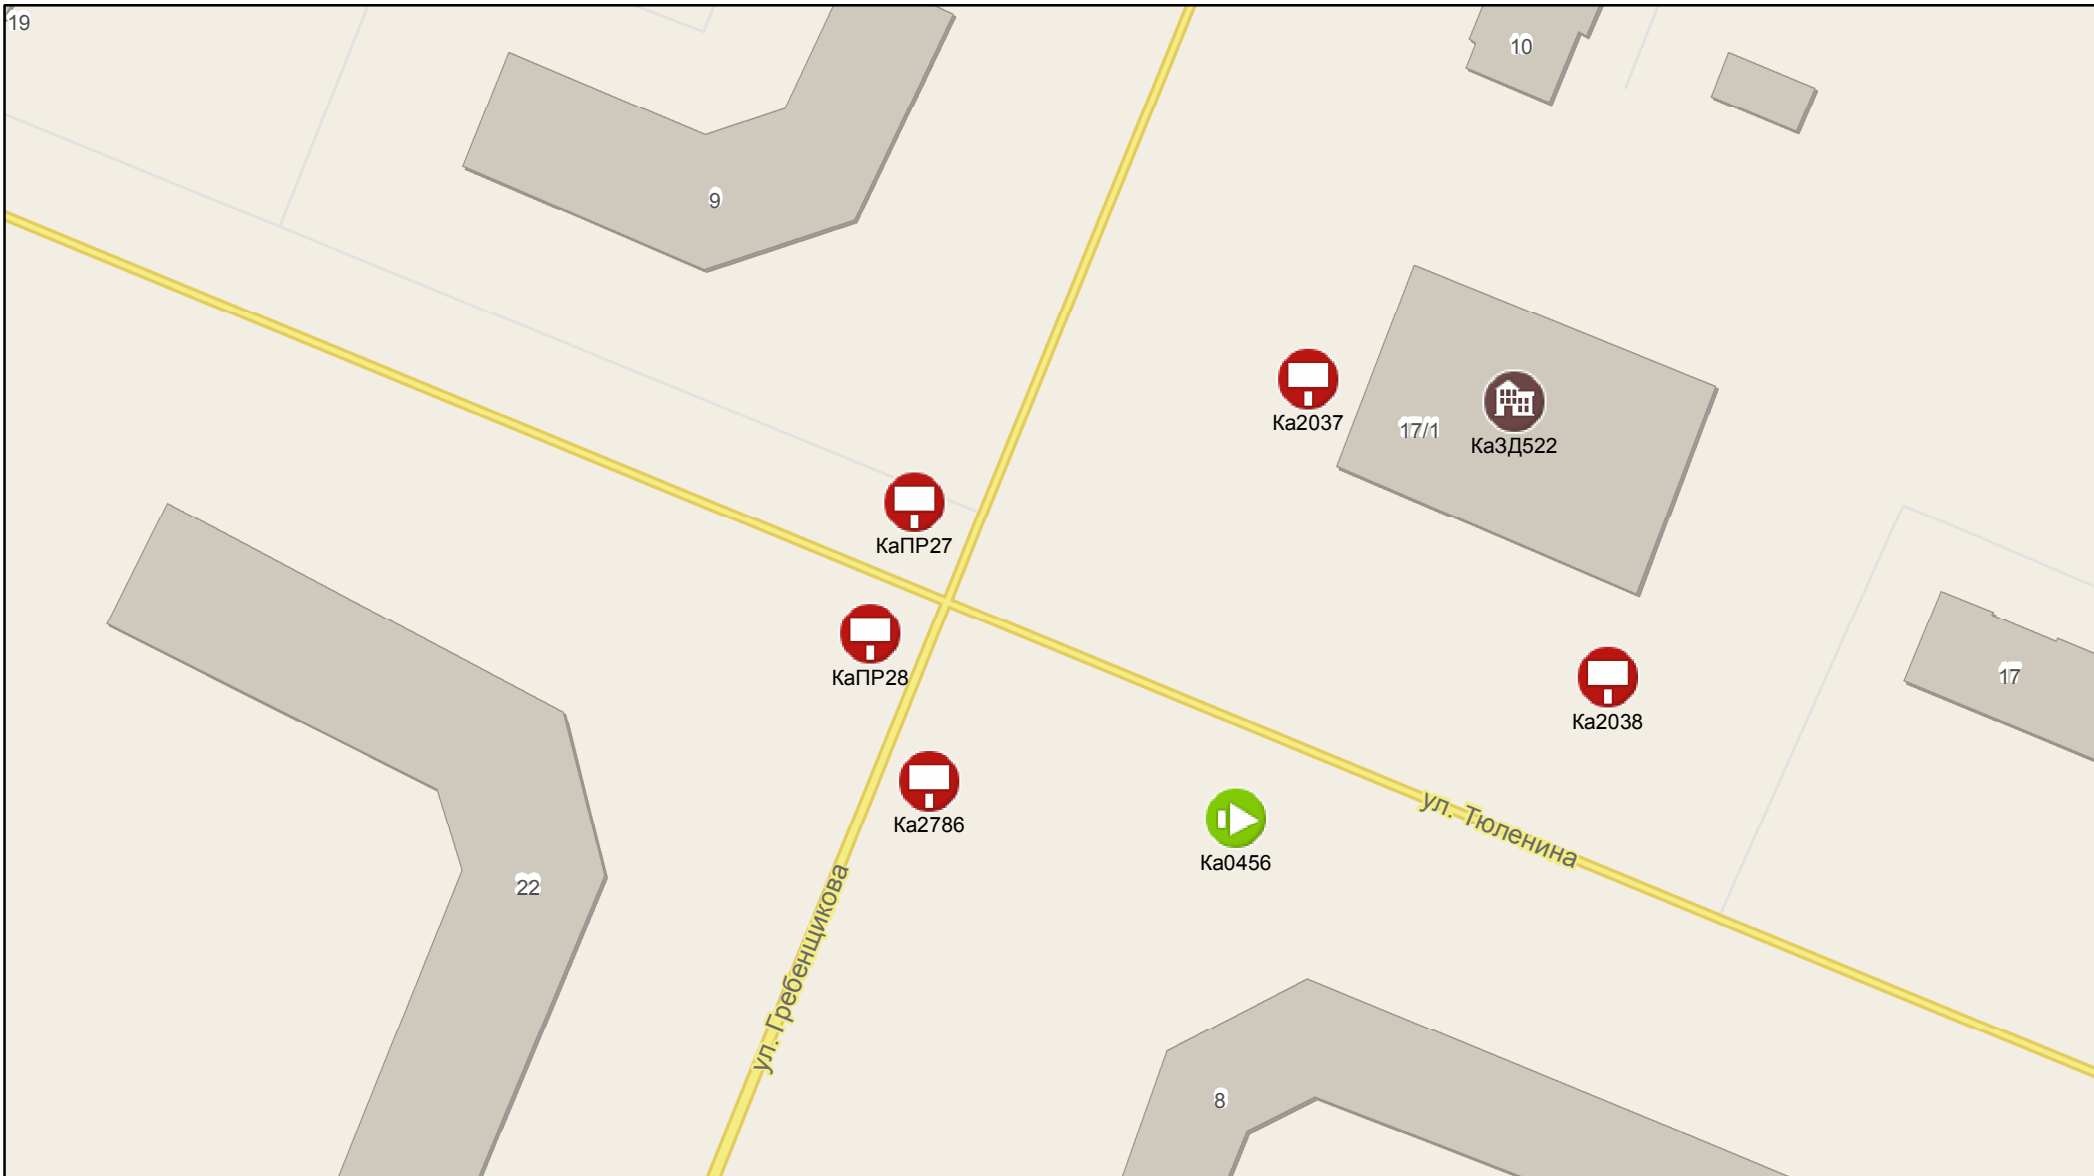 19
10
9
Ка2037
17/1
КаЗД522
КаПР27
КаПР28
17
Ка2038
ул. Тюленина
Ка2786
Ка0456
22
ул. Гребенщикова
8